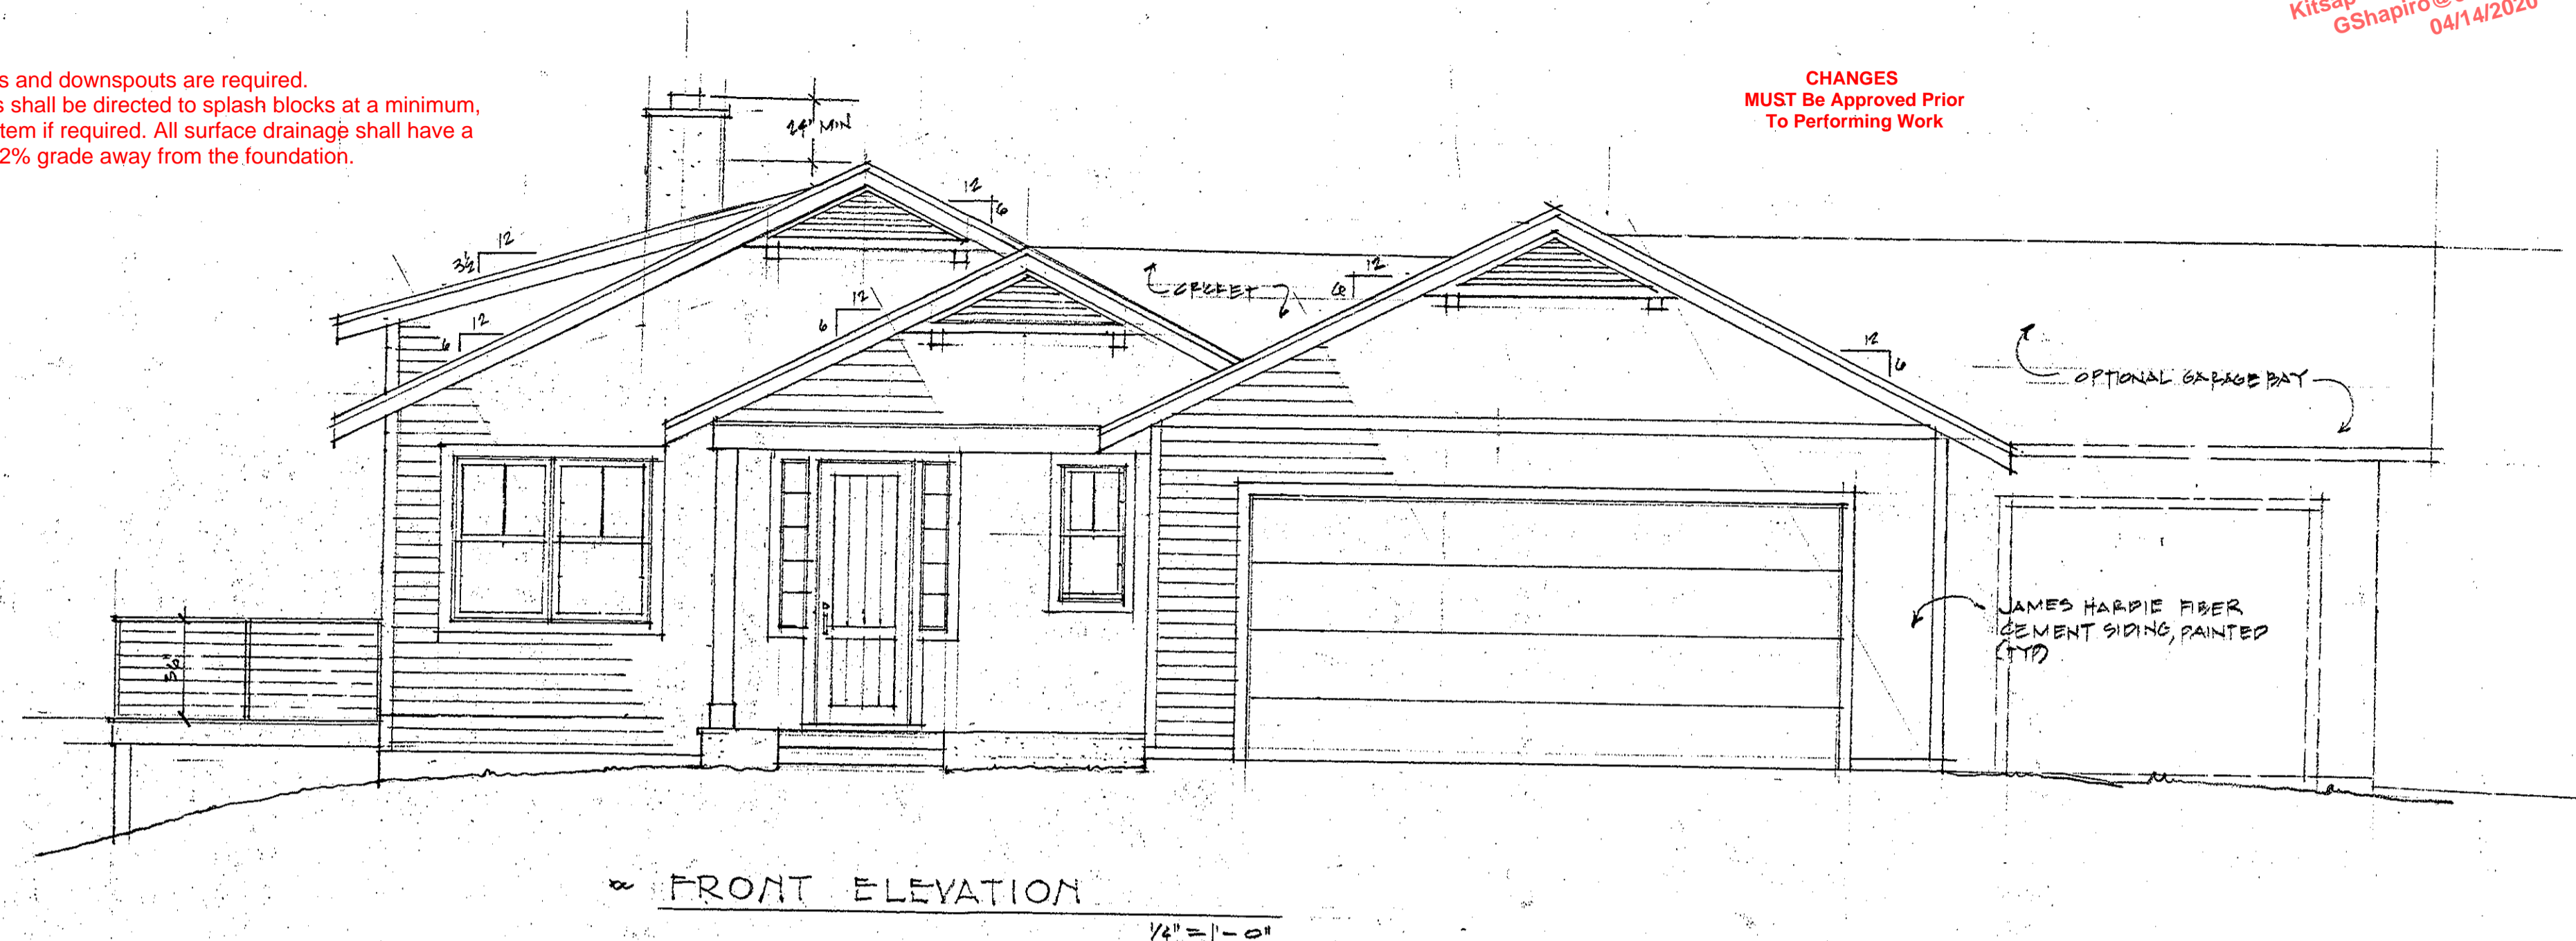 Kitsap
GShapiro@
04/14/2020
s and downspouts are required.
s shall be directed to splash blocks at a minimum,
tem if required. All surface drainage shall have a
2% grade away from the foundation.
CHANGES
MUST Be Approved Prior
To Performing Work
24" MIN
12
6
12
3½
12
6
12
6
CRICKET
12
6
12
6
OPTIONAL GARAGE BAY
JAMES HARDIE FIBER
CEMENT SIDING, PAINTED
(TYP)
36"
FRONT ELEVATION
1/4" = 1'-0"